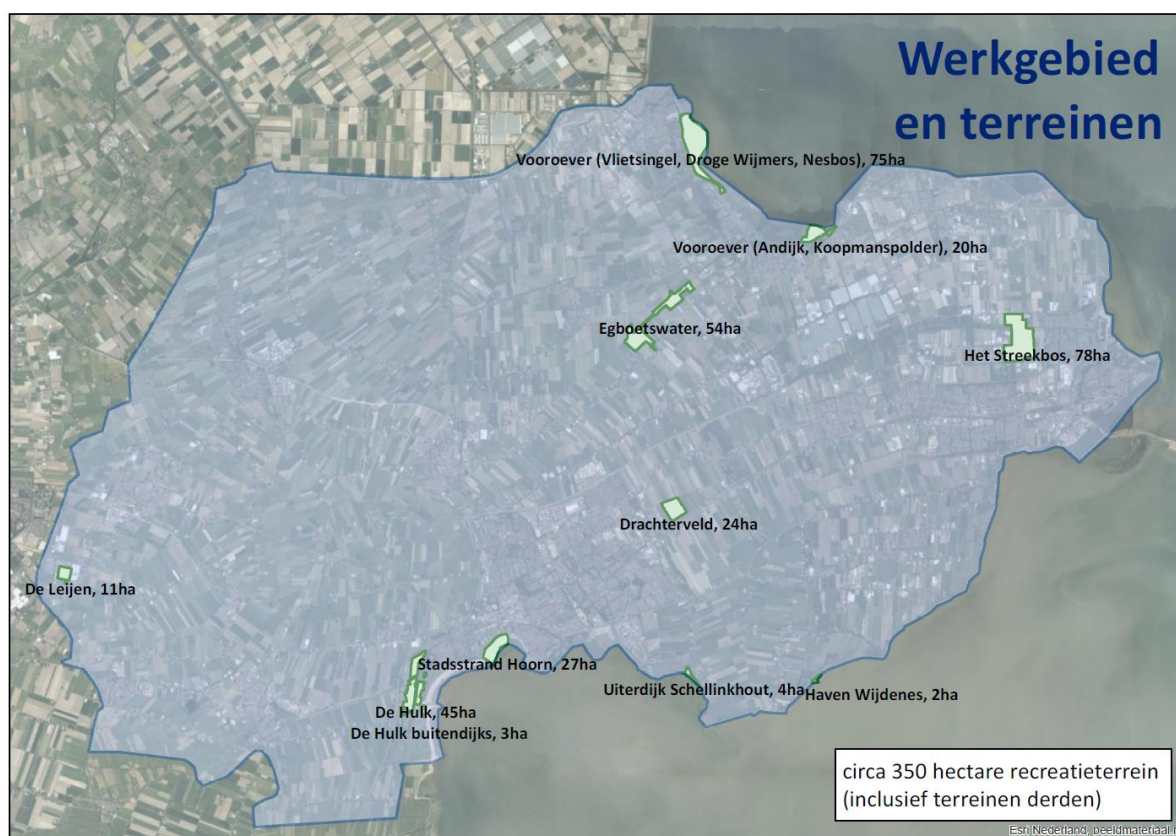 Werkgebied
en terreinen
Vooroever (Vlietsingel, Droge Wijmers, Nesbos), 75ha
Vooroever (Andijk, Koopmanspolder), 20ha
Egboetswater, 54ha
Het Streekbos, 78ha
Drachterveld, 24ha
De Leijen, 11ha
Stadsstrand Hoorn, 27ha
Uiterdijk Schellinkhout, 4ha
Haven Wijdenes, 2ha
De Hulk, 45ha
De Hulk buitendijks, 3ha
circa 350 hectare recreatieterrein
(inclusief terreinen derden)
Esri Nederland, beeldmateriaal